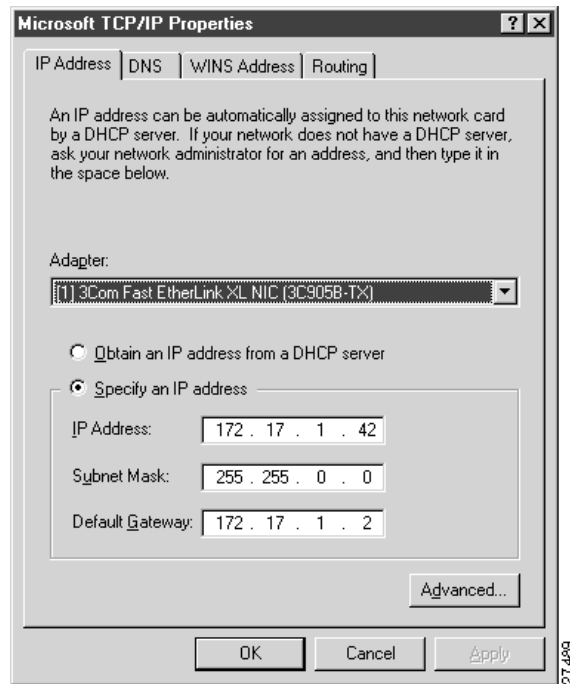 Microsoft TCP/IP Properties
IP Address DNS WINS Address Routing
An IP address can be automatically assigned to this network card
by a DHCP server. If your network does not have a DHCP server,
ask your network administrator for an address, and then type it in
the space below.
Adapter:
[1] 3Com Fast EtherLink XL NIC (3C905B-TX)
Obtain an IP address from a DHCP server
Specify an IP address
IP Address: 172 . 17 . 1 . 42
Subnet Mask: 255 . 255 . 0 . 0
Default Gateway: 172 . 17 . 1 . 2
Advanced...
OK Cancel Apply
27489